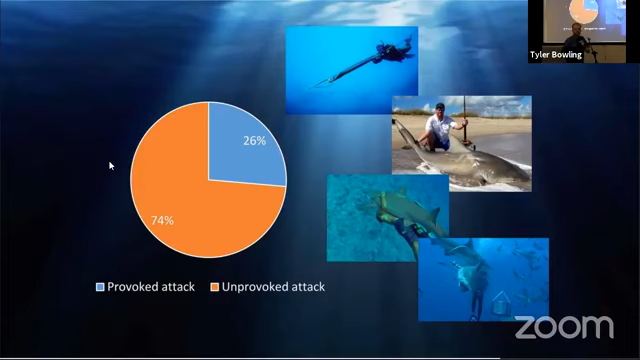 Tyler Bowling
26%
74%
Provoked attack
Unprovoked attack
zoom